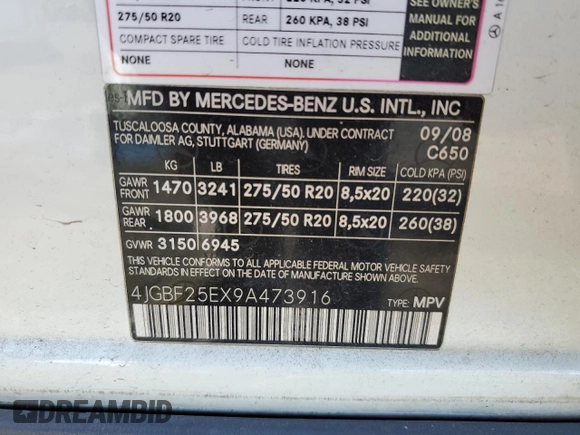 SEE OWNER'S
275/50 R20 REAR 260 KPA, 38 PSI MANUAL FOR
ADDITIONAL
COMPACT SPARE TIRE COLD TIRE INFLATION PRESSURE INFORMATION
NONE NONE
MFD BY MERCEDES-BENZ U.S. INTL., INC
TUSCALOOSA COUNTY, ALABAMA (USA). UNDER CONTRACT 09/08
FOR DAIMLER AG, STUTTGART (GERMANY) C650
KG LB TIRES RIM SIZE COLD KPA (PSI)
GAWR FRONT 1470 3241 275/50 R20 8,5x20 220(32)
GAWR REAR 1800 3968 275/50 R20 8,5x20 260(38)
GVWR 3150 6945
THIS VEHICLE CONFORMS TO ALL APPLICABLE FEDERAL MOTOR VEHICLE SAFETY
STANDARDS IN EFFECT ON THE DATE OF MANUFACTURE SHOWN ABOVE
4JGBF25EX9A473916 TYPE: MPV
DREAMBID